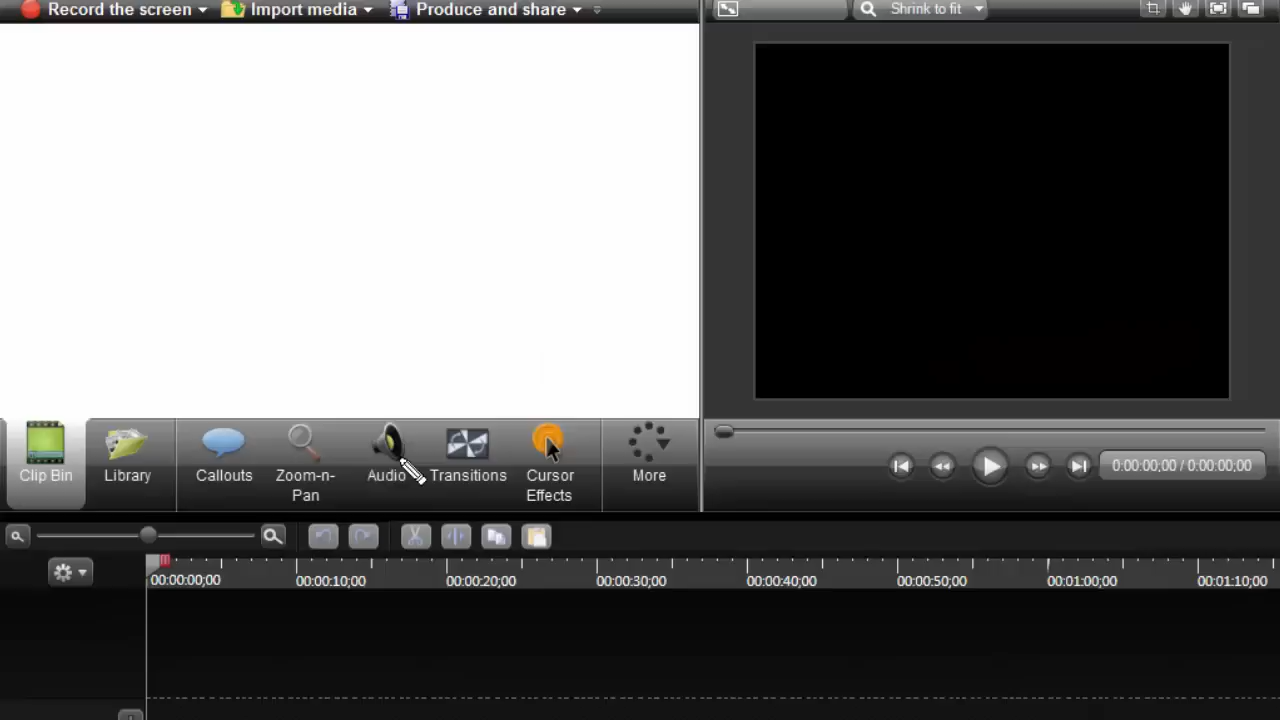 Record the screen Import media Produce and share
Shrink to fit
Clip Bin Library Callouts Zoom-n-Pan Audio Transitions Cursor Effects More
0:00:00;00 / 0:00:00;00
00:00:00;00 00:00:10;00 00:00:20;00 00:00:30;00 00:00:40;00 00:00:50;00 00:01:00;00 00:01:10;00